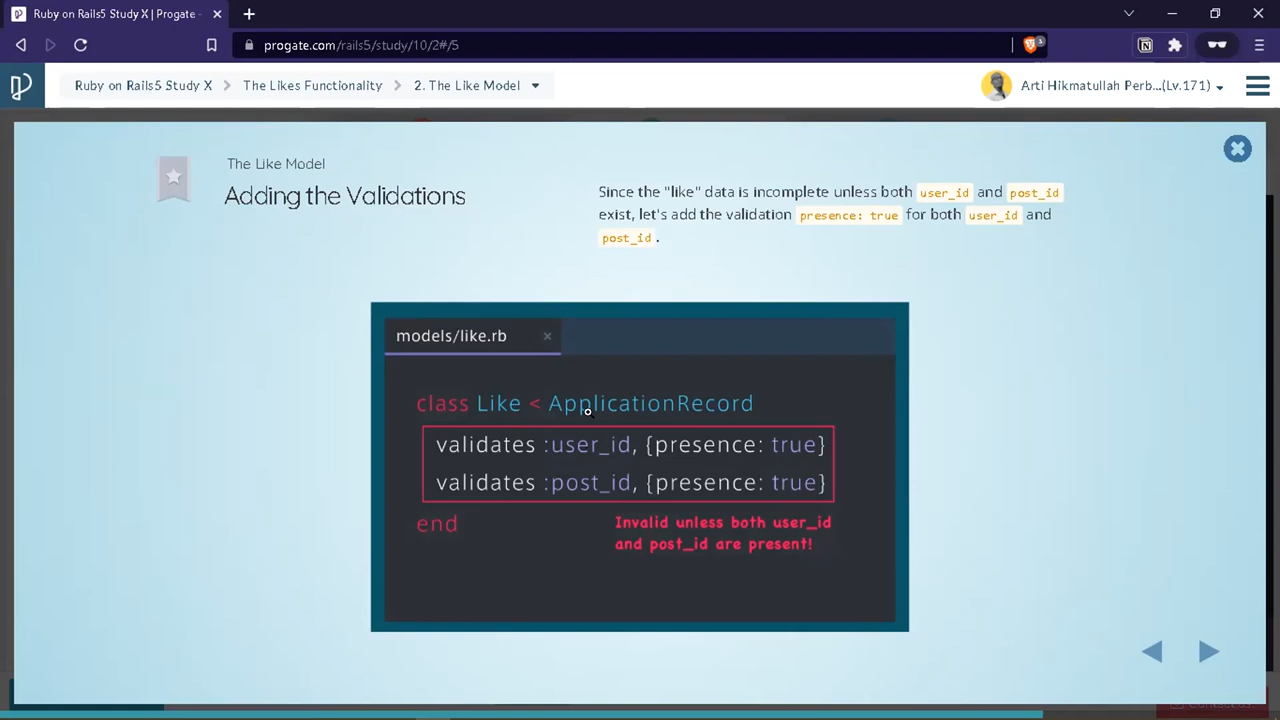 Ruby on Rails5 Study X | Progate -
progate.com/rails5/study/10/2#/5
3
Ruby on Rails5 Study X
The Likes Functionality
2. The Like Model
Arti Hikmatullah Perb...(Lv.171)
The Like Model
Adding the Validations
Since the "like" data is incomplete unless both user_id and post_id
exist, let's add the validation presence: true for both user_id and
post_id .
models/like.rb
class Like < ApplicationRecord
validates :user_id, {presence: true}
validates :post_id, {presence: true}
end
Invalid unless both user_id
and post_id are present!
Contact us